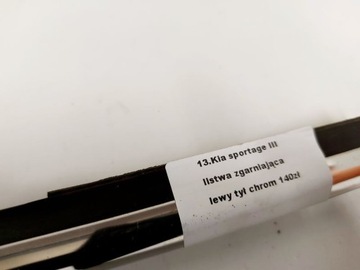 13.Kia sportage III
listwa zgarniająca
lewy tył chrom 140zł